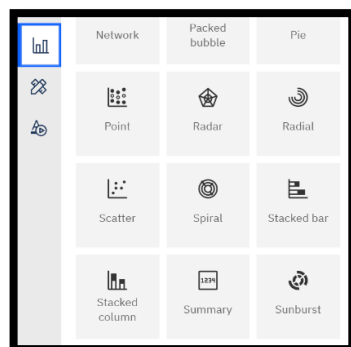 Network
Packed
bubble
Pie
Point
Radar
Radial
Scatter
Spiral
Stacked bar
Stacked
column
1234
Summary
Sunburst